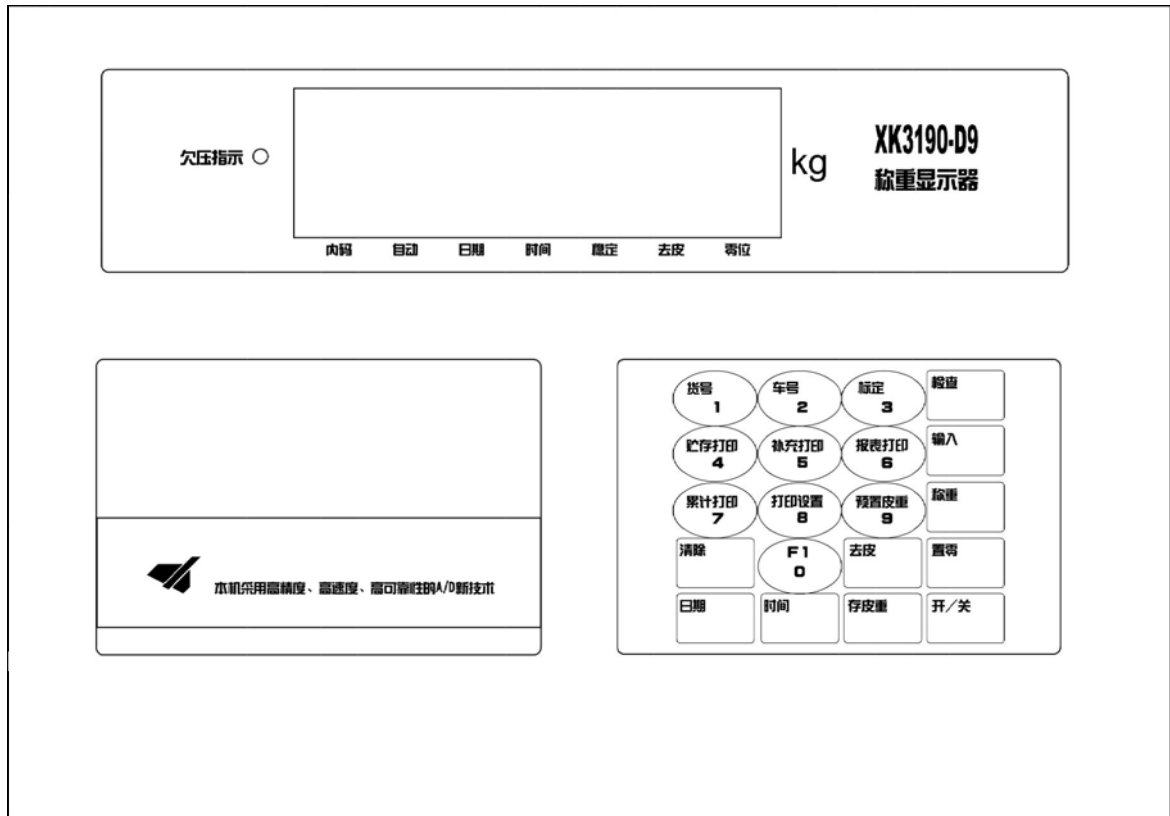 XK3190-D9
欠压指示
kg
称重显示器
内码 自动 日期 时间 稳定 去皮 零位
货号 车号 标定 检查
1 2 3
贮存打印 补充打印 报表打印 输入
4 5 6
累计打印 打印设置 预置皮重 称重
7 8 9
清除 F1 去皮 置零
0
本机采用高精度、高速度、高可靠性的A/D新技术
日期 时间 存皮重 开/关